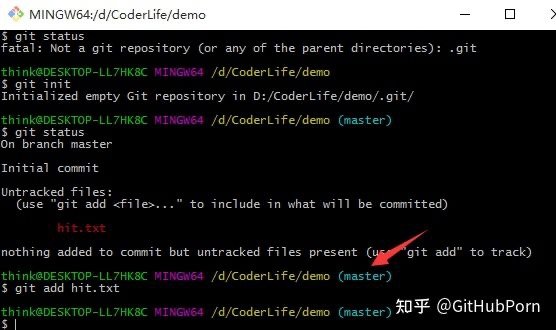 MINGW64:/d/CoderLife/demo
$ git status
fatal: Not a git repository (or any of the parent directories): .git
think@DESKTOP-LL7HK8C MINGW64 /d/CoderLife/demo
$ git init
Initialized empty Git repository in D:/CoderLife/demo/.git/
think@DESKTOP-LL7HK8C MINGW64 /d/CoderLife/demo (master)
$ git status
On branch master
Initial commit
Untracked files:
(use "git add <file>..." to include in what will be committed)
hit.txt
nothing added to commit but untracked files present (use "git add" to track)
think@DESKTOP-LL7HK8C MINGW64 /d/CoderLife/demo (master)
$ git add hit.txt
think@DESKTOP-LL7HK8C MINGW64 /d/CoderLife/demo (master)
$
知乎 @GitHubPorn